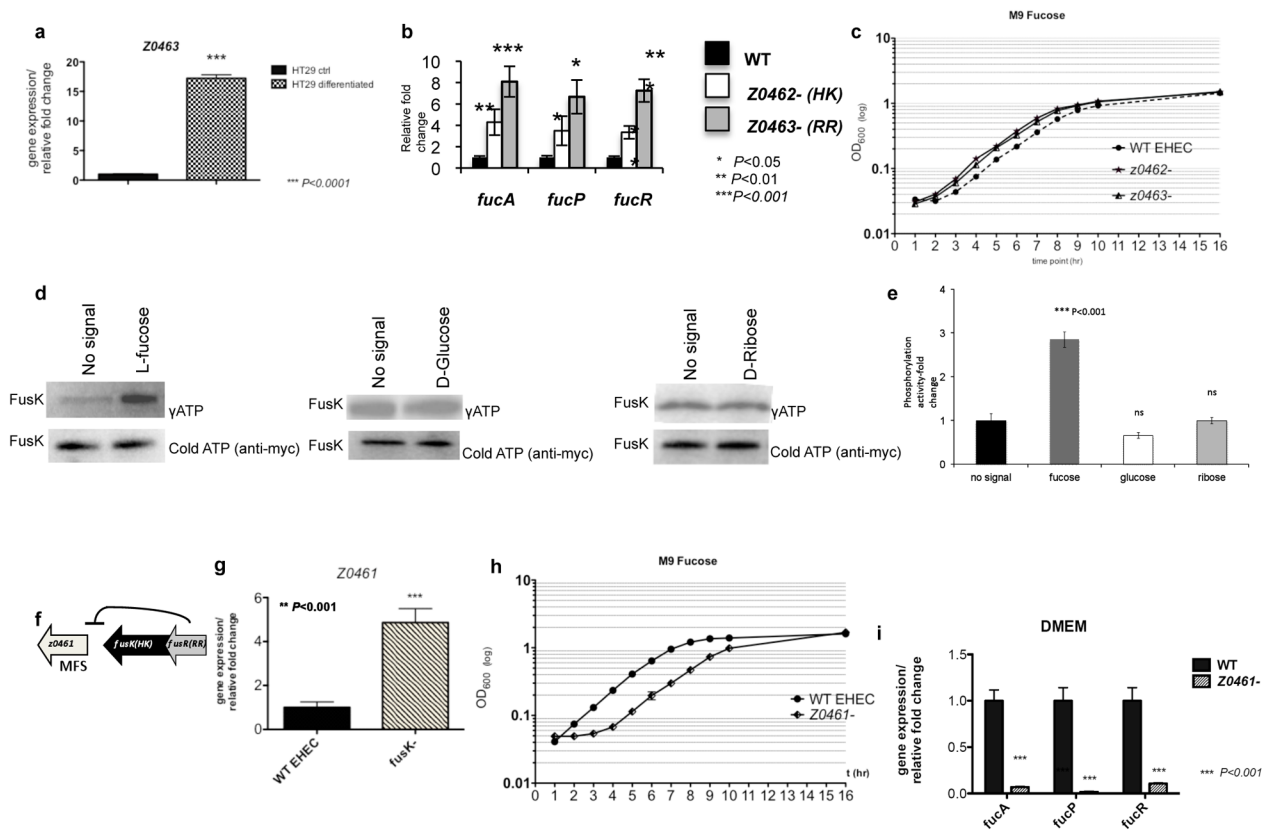 a
Z0463
gene expression/
relative fold change
20
15
10
5
0
***
HT29 ctrl
HT29 differentiated
*** P<0.0001
b
Relative fold
change
10
8
6
4
2
0
**
***
*
*
**
*
*
*
fucA
fucP
fucR
WT
Z0462- (HK)
Z0463- (RR)
* P<0.05
** P<0.01
***P<0.001
c
M9 Fucose
OD600 (log)
10
1
0.1
0.01
0 1 2 3 4 5 6 7 8 9 10 11 12 13 14 15 16
time point (hr)
WT EHEC
z0462-
z0463-
d
No signal
L-fucose
FusK
γATP
FusK
Cold ATP (anti-myc)
No signal
D-Glucose
FusK
γATP
FusK
Cold ATP (anti-myc)
No signal
D-Ribose
FusK
γATP
FusK
Cold ATP (anti-myc)
e
Phosphorylation
activity-fold
change
4
3
2
1
0
*** P<0.001
ns
ns
no signal
fucose
glucose
ribose
f
z0461
MFS
fusK(HK)
fusR(RR)
g
Z0461
gene expression/
relative fold change
6
4
2
0
** P<0.001
***
WT EHEC
fusK-
h
M9 Fucose
OD600 (log)
10
1
0.1
0.01
0 1 2 3 4 5 6 7 8 9 10 11 12 13 14 15 16
t (hr)
WT EHEC
Z0461-
i
DMEM
gene expression/
relative fold change
1.5
1.0
0.5
0.0
***
***
***
***
fucA
fucP
fucR
WT
Z0461-
*** P<0.001